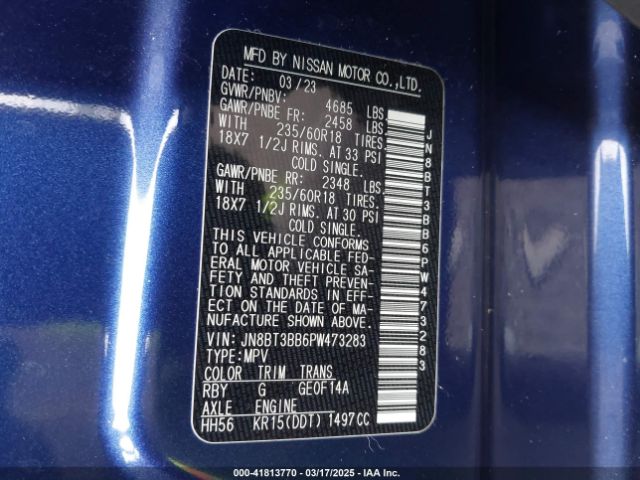 MFD BY NISSAN MOTOR CO.,LTD.
DATE: 03/23
GVWR/PNBV: 4685 LBS
GAWR/PNBE FR: 2458 LBS
WITH 235/60R18 TIRES.
18X7 1/2J RIMS. AT 33 PSI
COLD SINGLE.
GAWR/PNBE RR: 2348 LBS
WITH 235/60R18 TIRES.
18X7 1/2J RIMS. AT 30 PSI
COLD SINGLE.
THIS VEHICLE CONFORMS
TO ALL APPLICABLE FED-
ERAL MOTOR VEHICLE SA-
FETY AND THEFT PREVEN-
TION STANDARDS IN EFF-
ECT ON THE DATE OF MA-
NUFACTURE SHOWN ABOVE.
VIN: JN8BT3BB6PW473283
TYPE:MPV
COLOR TRIM TRANS
RBY G GE0F14A
AXLE ENGINE
HH56 KR15(DDT) 1497CC
JN8BT3BB6PW473283
000-41813770 — 03/17/2025 — IAA Inc.